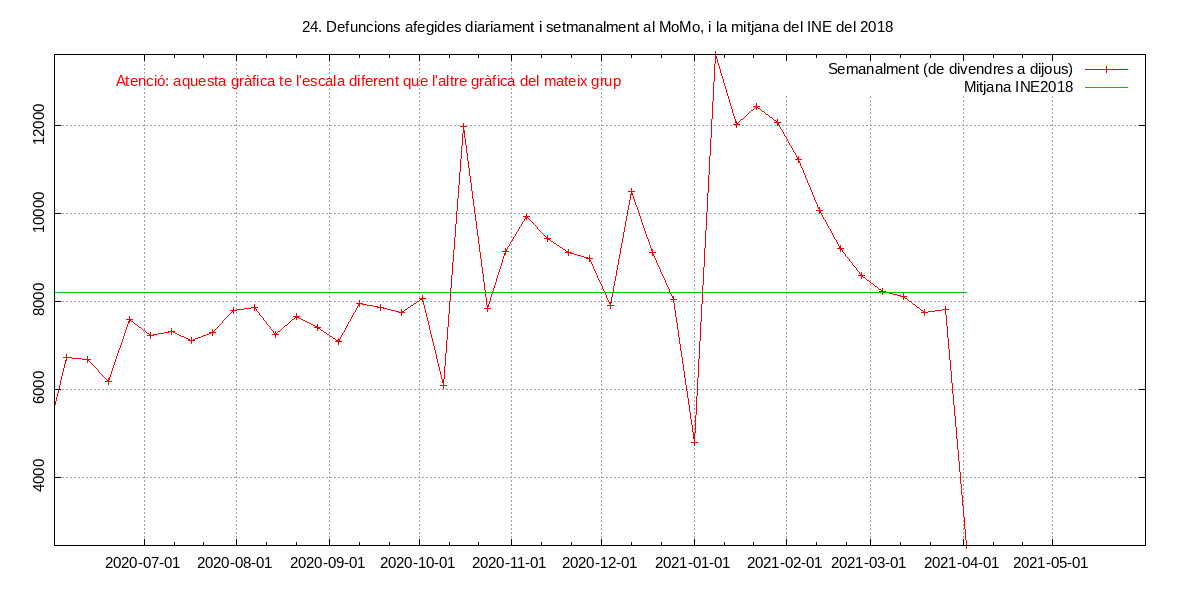 24. Defuncions afegides diariament i setmanalment al MoMo, i la mitjana del INE del 2018
Atenció: aquesta gràfica te l'escala diferent que l'altre gràfica del mateix grup
Semanalment (de divendres a dijous)
Mitjana INE2018
12000
10000
8000
6000
4000
2020-07-01 2020-08-01 2020-09-01 2020-10-01 2020-11-01 2020-12-01 2021-01-01 2021-02-01 2021-03-01 2021-04-01 2021-05-01